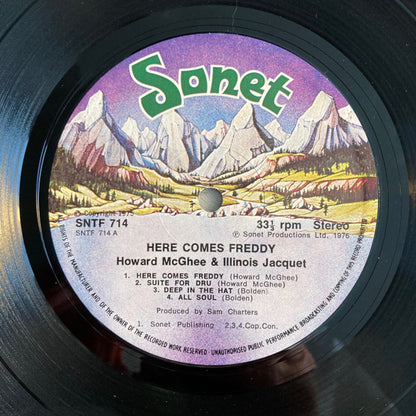 Sonet
© Copyright 1975
SNTF 714
SNTF 714 A
33⅓ rpm Stereo
℗ Sonet Productions Ltd. 1976
HERE COMES FREDDY
Howard McGhee & Illinois Jacquet
1. HERE COMES FREDDY (Howard McGhee)
2. SUITE FOR DRU (Howard McGhee)
3. DEEP IN THE HAT (Bolden)
4. ALL SOUL (Bolden)
Produced by Sam Charters
1. Sonet Publishing 2,3,4.Cop.Con.
OF THE MANUFACTURER AND OF THE OWNER OF THE RECORDED WORK RESERVED · UNAUTHORISED PUBLIC PERFORMANCE, BROADCASTING AND COPYING OF THIS RECORD